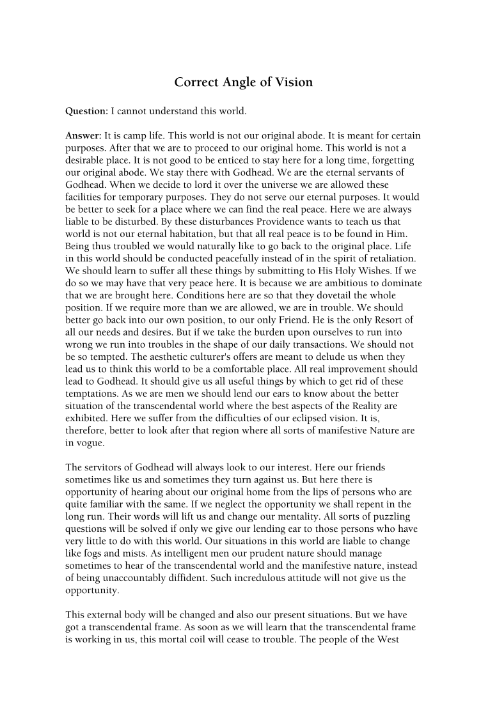 Correct Angle of Vision
Question: I cannot understand this world.
Answer: It is camp life. This world is not our original abode. It is meant for certain
purposes. After that we are to proceed to our original home. This world is not a
desirable place. It is not good to be enticed to stay here for a long time, forgetting
our original abode. We stay there with Godhead. We are the eternal servants of
Godhead. When we decide to lord it over the universe we are allowed these
facilities for temporary purposes. They do not serve our eternal purposes. It would
be better to seek for a place where we can find the real peace. Here we are always
liable to be disturbed. By these disturbances Providence wants to teach us that
world is not our eternal habitation, but that all real peace is to be found in Him.
Being thus troubled we would naturally like to go back to the original place. Life
in this world should be conducted peacefully instead of in the spirit of retaliation.
We should learn to suffer all these things by submitting to His Holy Wishes. If we
do so we may have that very peace here. It is because we are ambitious to dominate
that we are brought here. Conditions here are so that they dovetail the whole
position. If we require more than we are allowed, we are in trouble. We should
better go back into our own position, to our only Friend. He is the only Resort of
all our needs and desires. But if we take the burden upon ourselves to run into
wrong we run into troubles in the shape of our daily transactions. We should not
be so tempted. The aesthetic culturer's offers are meant to delude us when they
lead us to think this world to be a comfortable place. All real improvement should
lead to Godhead. It should give us all useful things by which to get rid of these
temptations. As we are men we should lend our ears to know about the better
situation of the transcendental world where the best aspects of the Reality are
exhibited. Here we suffer from the difficulties of our eclipsed vision. It is,
therefore, better to look after that region where all sorts of manifestive Nature are
in vogue.
The servitors of Godhead will always look to our interest. Here our friends
sometimes like us and sometimes they turn against us. But here there is
opportunity of hearing about our original home from the lips of persons who are
quite familiar with the same. If we neglect the opportunity we shall repent in the
long run. Their words will lift us and change our mentality. All sorts of puzzling
questions will be solved if only we give our lending ear to those persons who have
very little to do with this world. Our situations in this world are liable to change
like fogs and mists. As intelligent men our prudent nature should manage
sometimes to hear of the transcendental world and the manifestive nature, instead
of being unaccountably diffident. Such incredulous attitude will not give us the
opportunity.
This external body will be changed and also our present situations. But we have
got a transcendental frame. As soon as we will learn that the transcendental frame
is working in us, this mortal coil will cease to trouble. The people of the West